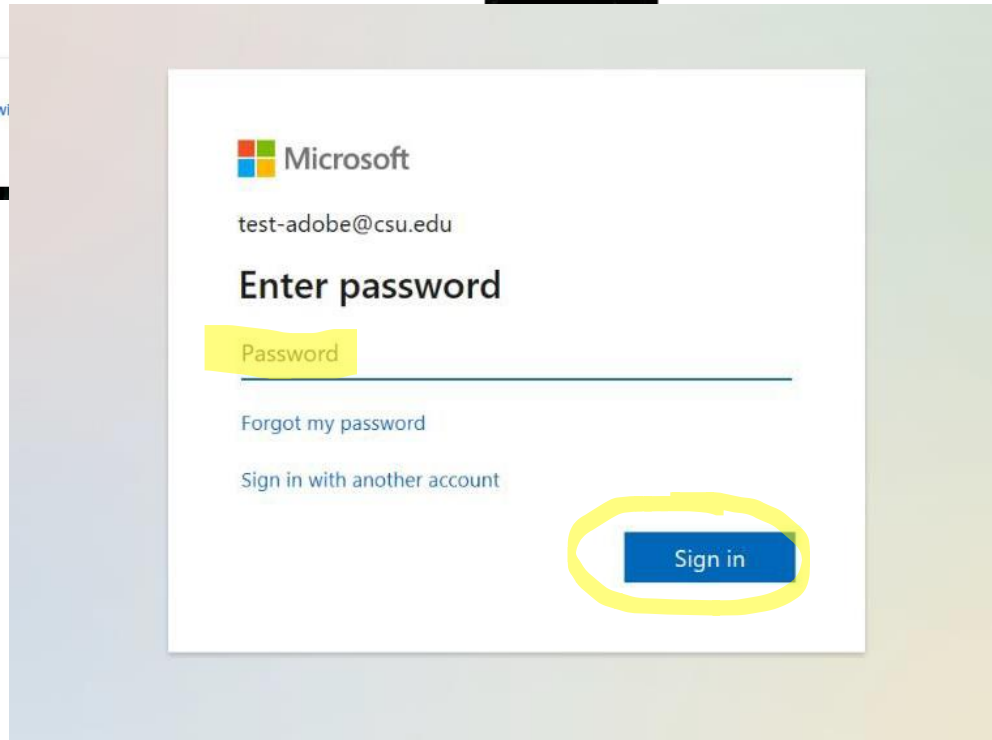 Microsoft
test-adobe@csu.edu
Enter password
Password
Forgot my password
Sign in with another account
Sign in